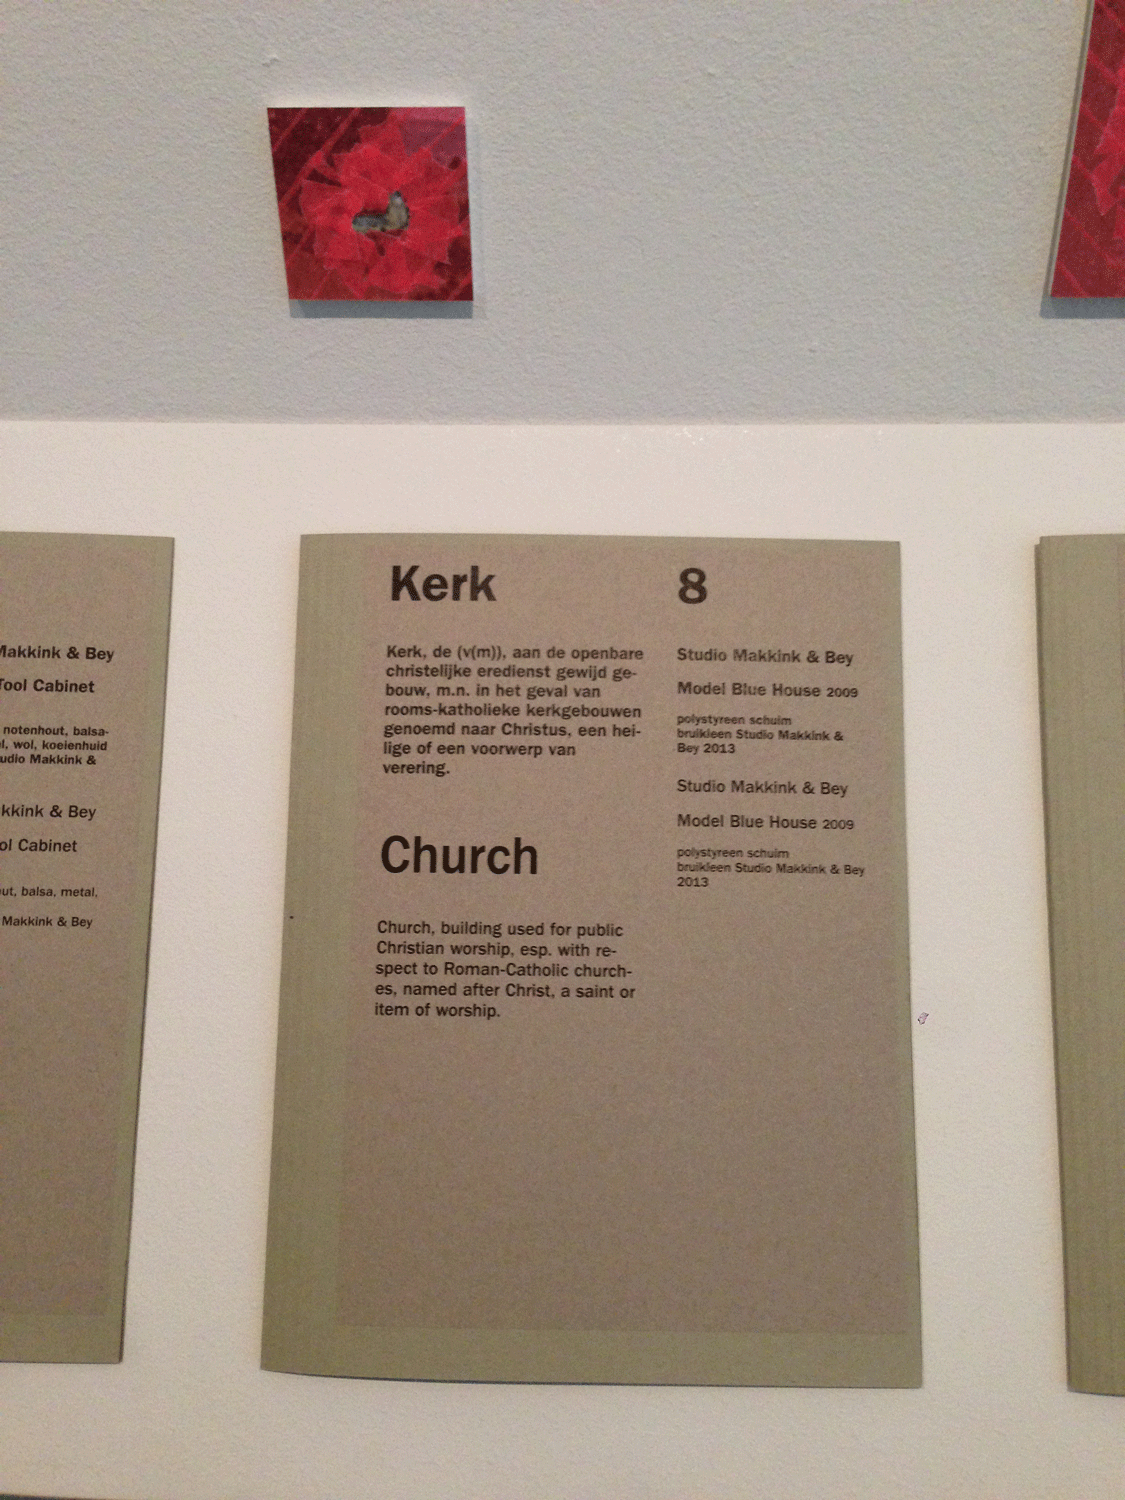 Makkink & Bey
Tool Cabinet
notenhout, balsa-
wol, koeienhuid
Makkink &
& Bey
Cabinet
balsa, metal,
Makkink & Bey
Kerk
Kerk, de (v(m)), aan de openbare
christelijke eredienst gewijd ge-
bouw, m.n. in het geval van
rooms-katholieke kerkgebouwen
genoemd naar Christus, een hei-
lige of een voorwerp van
verering.
Church
Church, building used for public
Christian worship, esp. with re-
spect to Roman-Catholic church-
es, named after Christ, a saint or
item of worship.
8
Studio Makkink & Bey
Model Blue House 2009
polystyreen schuim
bruikleen Studio Makkink &
Bey 2013
Studio Makkink & Bey
Model Blue House 2009
polystyreen schuim
bruikleen Studio Makkink & Bey
2013